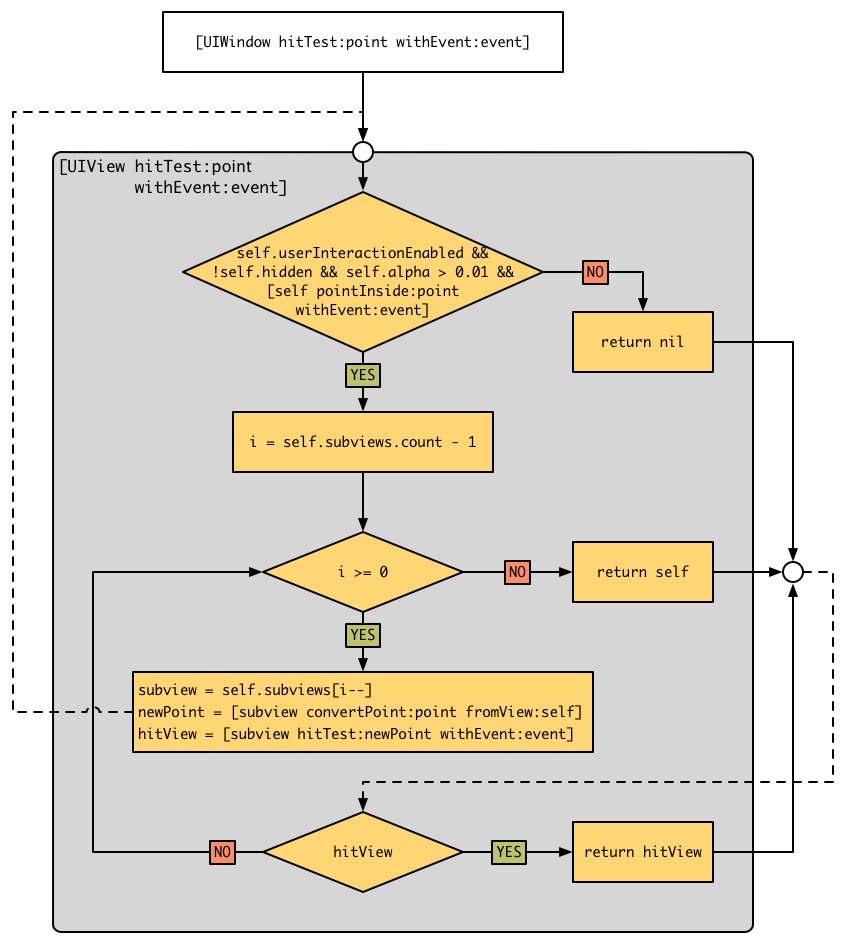 [UIWindow hitTest:point withEvent:event]
[UIView hitTest:point
withEvent:event]
self.userInteractionEnabled &&
!self.hidden && self.alpha > 0.01 &&
[self pointInside:point
withEvent:event]
NO
return nil
YES
i = self.subviews.count - 1
i >= 0
NO
return self
YES
subview = self.subviews[i--]
newPoint = [subview convertPoint:point fromView:self]
hitView = [subview hitTest:newPoint withEvent:event]
NO
hitView
YES
return hitView